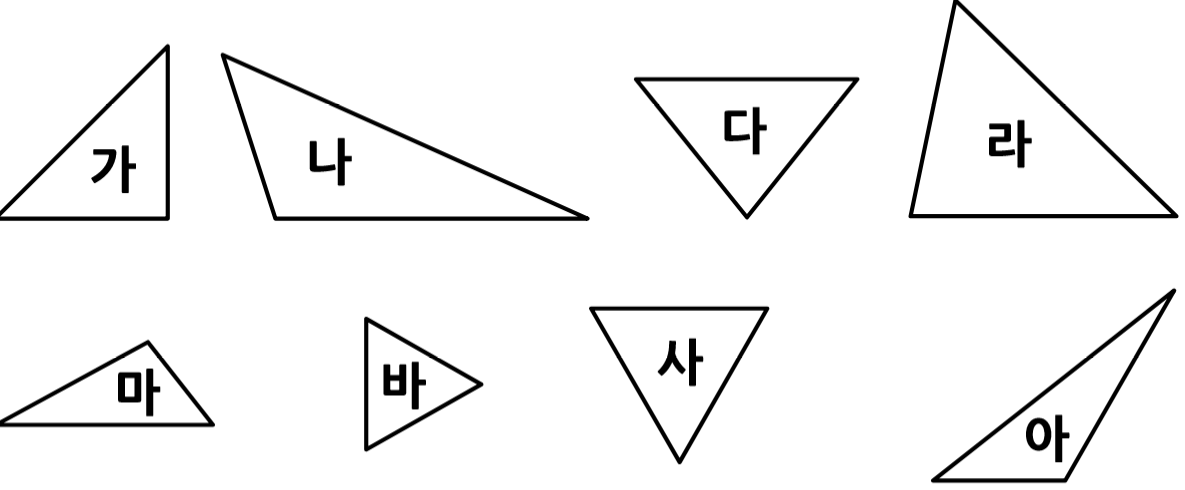 가 나 다 라
마 바 사 아